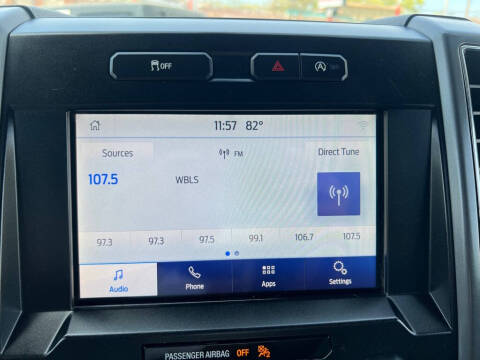 OFF
11:57 82°
Sources FM Direct Tune
107.5 WBLS
97.3 97.3 97.5 99.1 106.7 107.5
Audio Phone Apps Settings
PASSENGER AIRBAG OFF